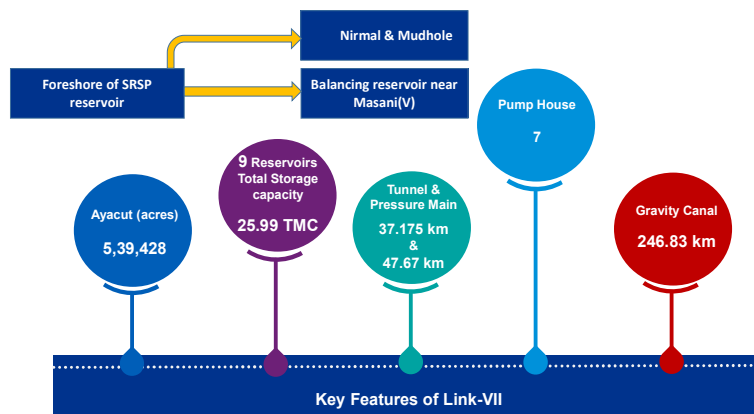 Nirmal & Mudhole
Foreshore of SRSP
reservoir
Balancing reservoir near
Masani(V)
Pump House
7
9 Reservoirs
Total Storage
capacity
25.99 TMC
Tunnel &
Pressure Main
37.175 km
&
47.67 km
Ayacut (acres)
5,39,428
Gravity Canal
246.83 km
Key Features of Link-VII